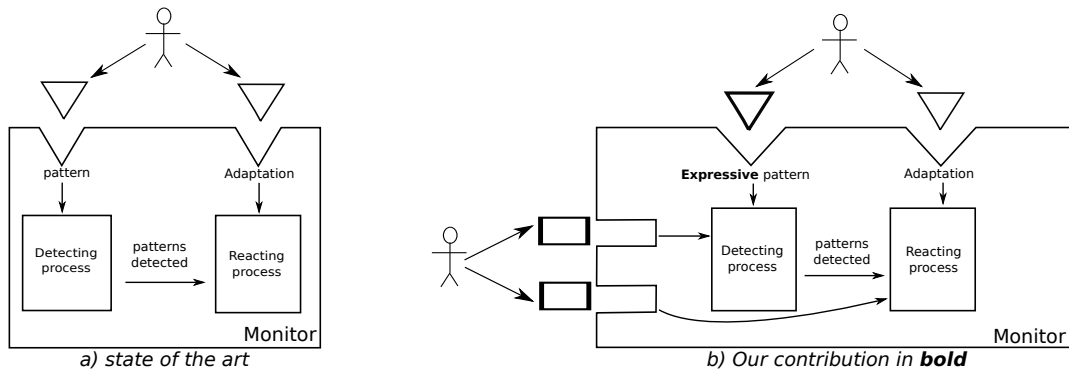 pattern
Adaptation
Detecting
process
patterns
detected
Reacting
process
Monitor
a) state of the art
Expressive pattern
Adaptation
Detecting
process
patterns
detected
Reacting
process
Monitor
b) Our contribution in bold